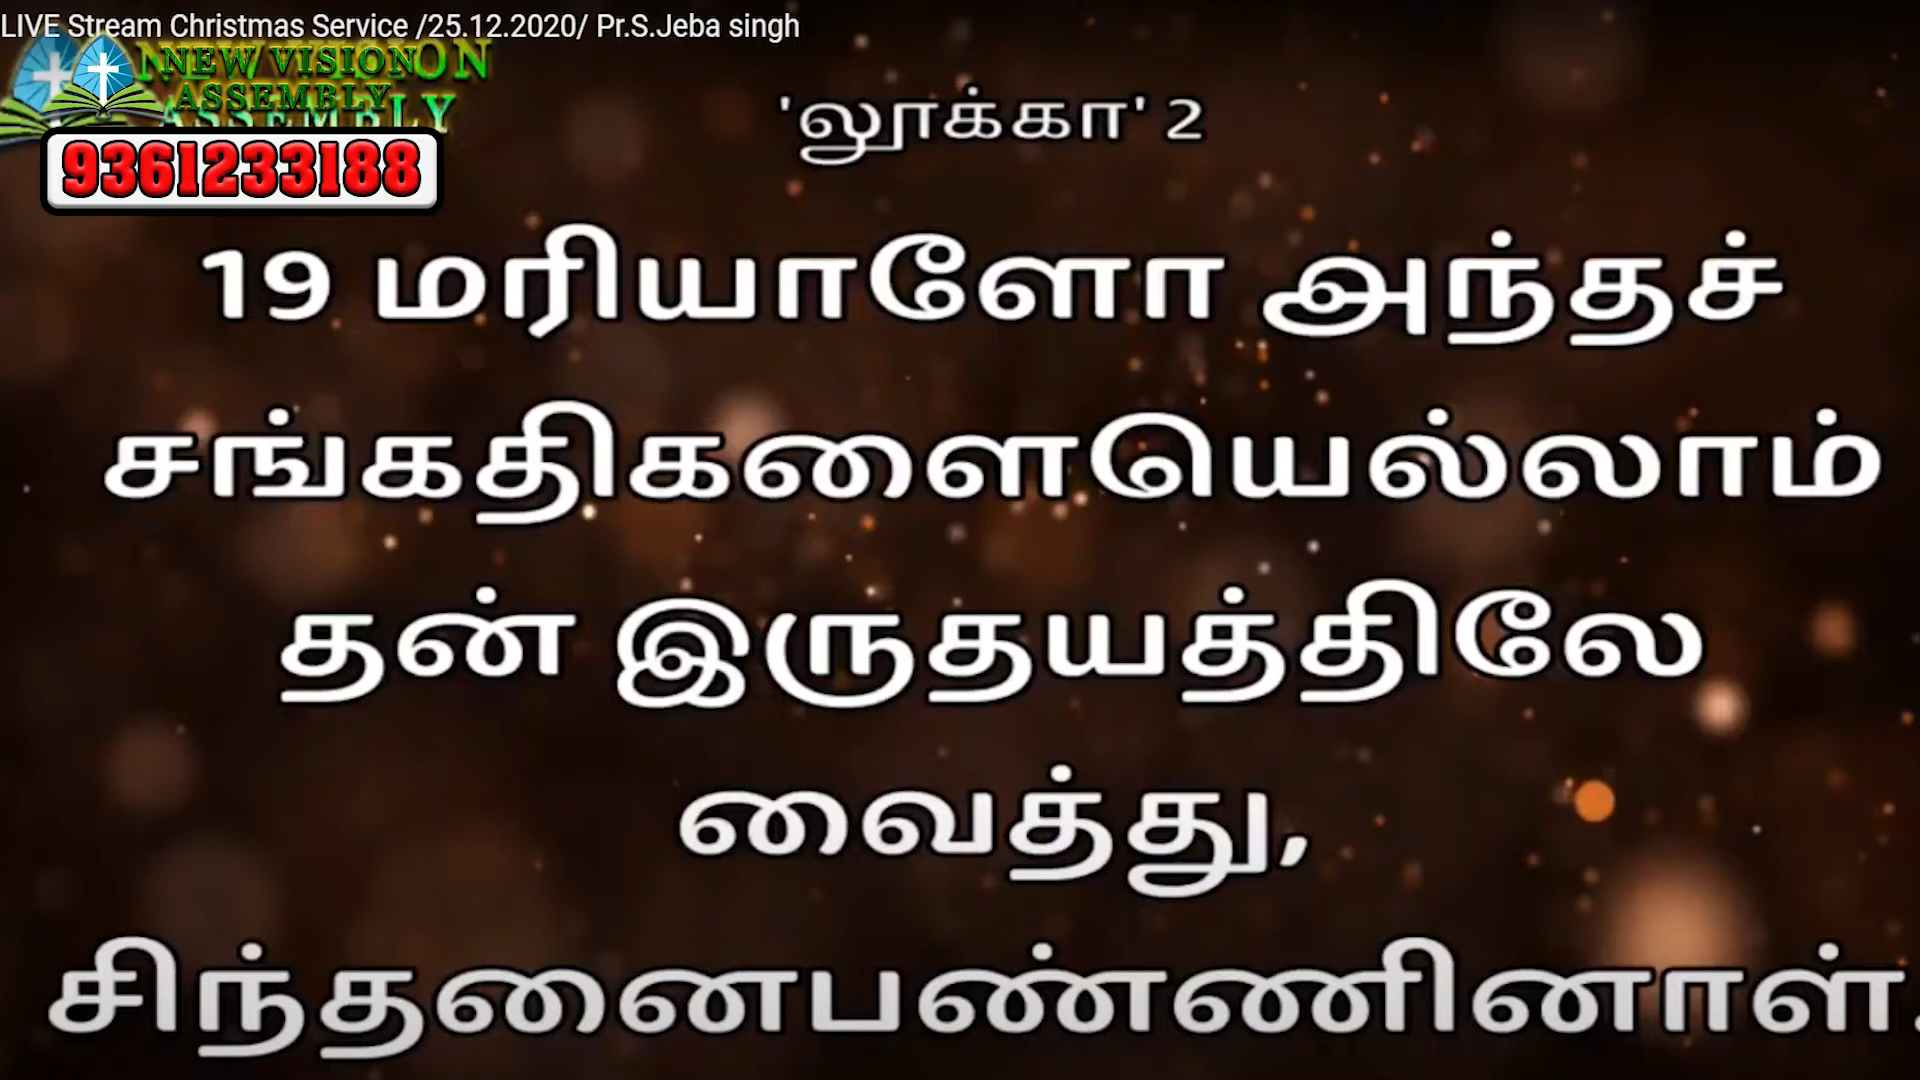 LIVE Stream Christmas Service /25.12.2020/ Pr.S.Jeba singh
NEW VISION
ASSEMBLY
9361233188
'லூக்கா' 2
19 மரியாளோ அந்தச்
சங்கதிகளையெல்லாம்
தன் இருதயத்திலே
வைத்து,
சிந்தனைபண்ணினாள்.